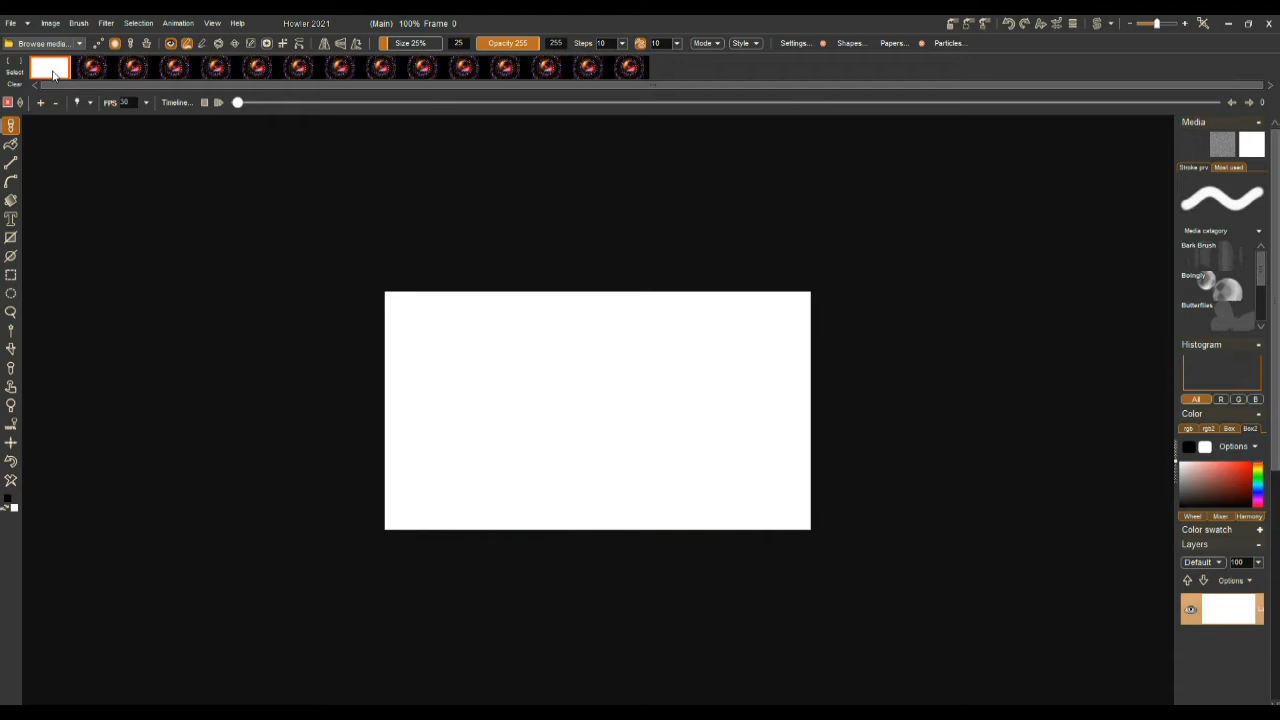 File Image Brush Filter Selection Animation View Help Howler 2021 (Main) 100% Frame 0
Browse media... Size 25% 25 Opacity 255 255 Steps 10 10 Mode Style Settings... Shapes... Papers... Particles...
Select
Clear
FPS 30 Timeline... 0
Media
Stroke prv Most used
Media catagory
Bark Brush
Boingly
Butterflies
Histogram
All R G B
Color
rgb rgb2 Box Box2
Options
Wheel Mixer Harmony
Color swatch
Layers
Default 100
Options